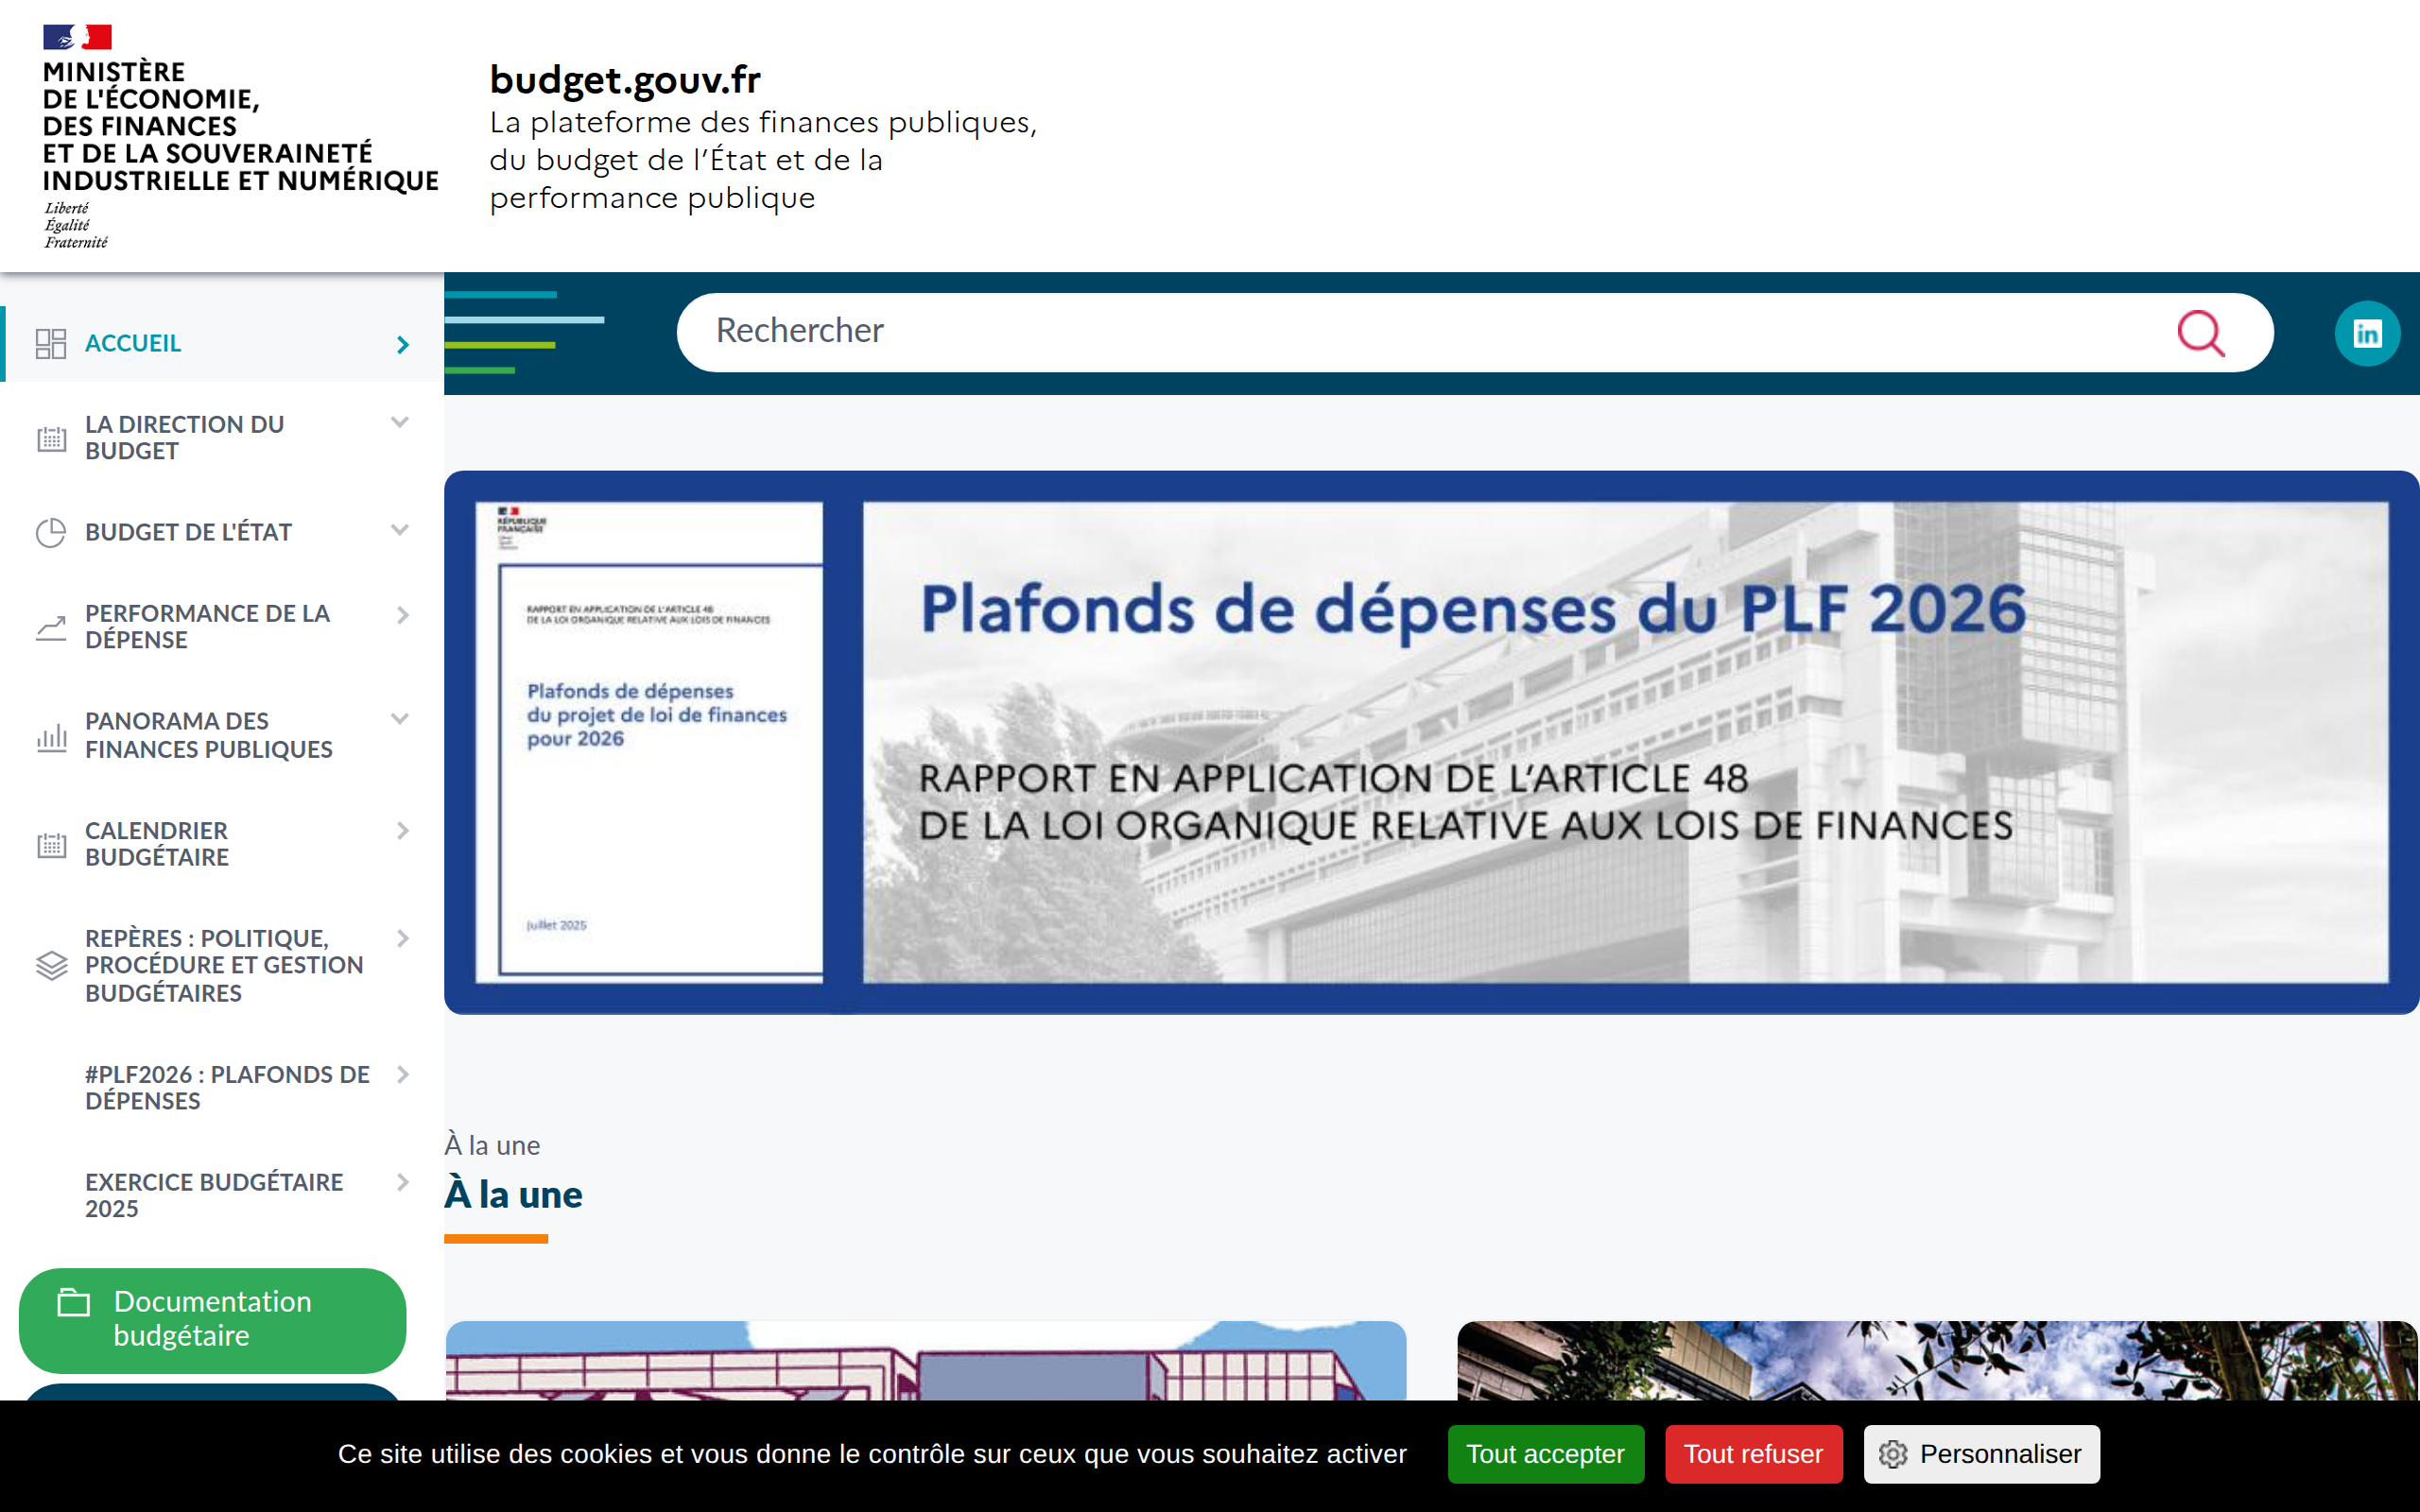 MINISTÈRE
DE L'ÉCONOMIE,
DES FINANCES
ET DE LA SOUVERAINETÉ
INDUSTRIELLE ET NUMÉRIQUE
Liberté
Égalité
Fraternité
budget.gouv.fr
La plateforme des finances publiques,
du budget de l’État et de la
performance publique
Rechercher
in
ACCUEIL
LA DIRECTION DU
BUDGET
BUDGET DE L'ÉTAT
PERFORMANCE DE LA
DÉPENSE
PANORAMA DES
FINANCES PUBLIQUES
CALENDRIER
BUDGÉTAIRE
REPÈRES : POLITIQUE,
PROCÉDURE ET GESTION
BUDGÉTAIRES
#PLF2026 : PLAFONDS DE
DÉPENSES
EXERCICE BUDGÉTAIRE
2025
Documentation
budgétaire
RÉPUBLIQUE
FRANÇAISE
RAPPORT EN APPLICATION DE L'ARTICLE 48
DE LA LOI ORGANIQUE RELATIVE AUX LOIS DE FINANCES
Plafonds de dépenses
du projet de loi de finances
pour 2026
Juillet 2025
Plafonds de dépenses du PLF 2026
RAPPORT EN APPLICATION DE L’ARTICLE 48
DE LA LOI ORGANIQUE RELATIVE AUX LOIS DE FINANCES
À la une
À la une
Ce site utilise des cookies et vous donne le contrôle sur ceux que vous souhaitez activer
Tout accepter
Tout refuser
Personnaliser